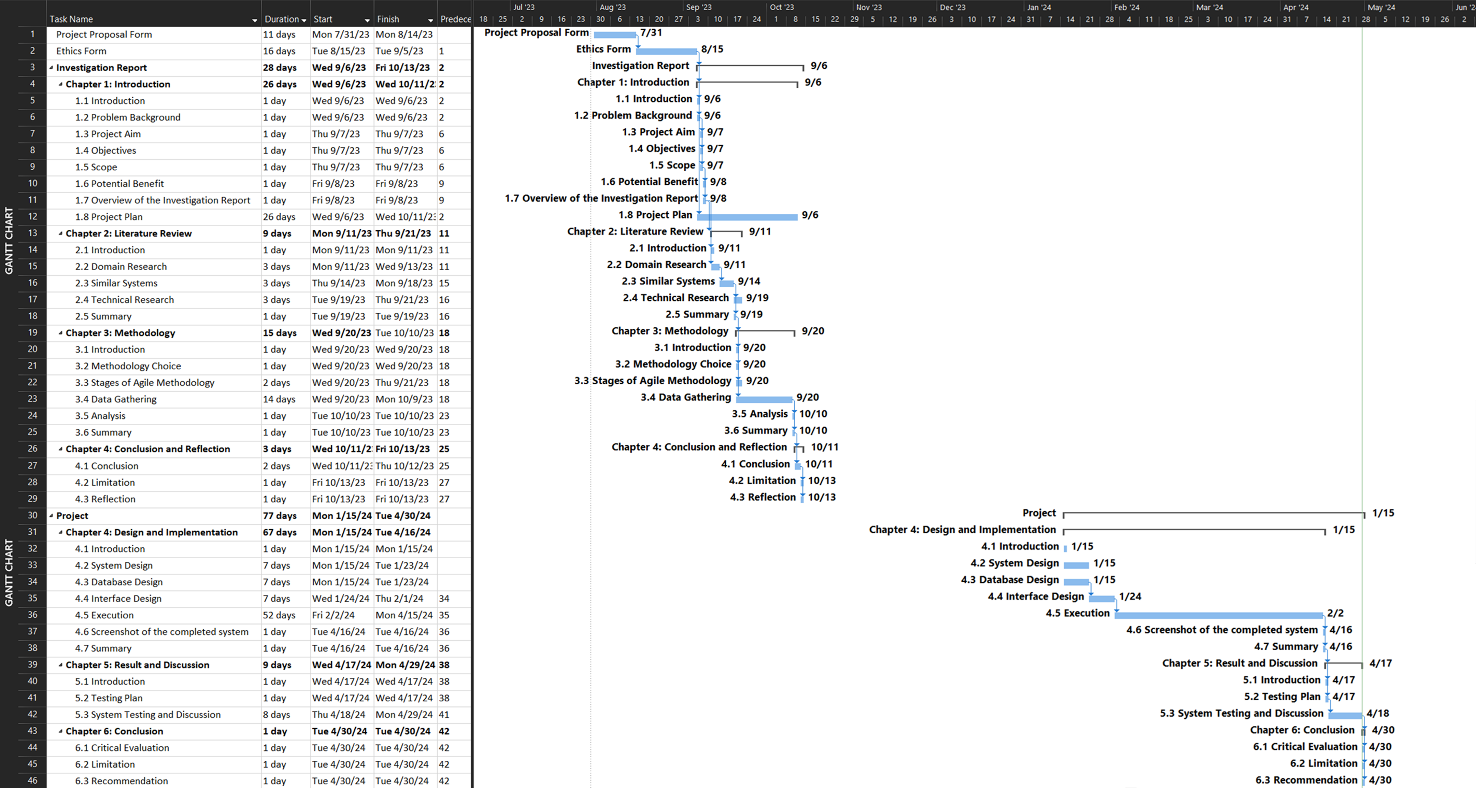 Jul '23 Aug '23 Sep '23 Oct '23 Nov '23 Dec '23 Jan '24 Feb '24 Mar '24 Apr '24 May '24 Jun '24
Task Name Duration Start Finish Predece 18 25 2 9 16 23 30 6 13 20 27 3 10 17 24 1 8 15 22 29 5 12 19 26 3 10 17 24 31 7 14 21 28 4 11 18 25 3 10 17 24 31 7 14 21 28 5 12 19 26 2
1 Project Proposal Form 11 days Mon 7/31/23 Mon 8/14/23 Project Proposal Form 7/31
2 Ethics Form 16 days Tue 8/15/23 Tue 9/5/23 1 Ethics Form 8/15
3 Investigation Report 28 days Wed 9/6/23 Fri 10/13/23 2 Investigation Report 9/6
4 Chapter 1: Introduction 26 days Wed 9/6/23 Wed 10/11/2: 2 Chapter 1: Introduction 9/6
5 1.1 Introduction 1 day Wed 9/6/23 Wed 9/6/23 2 1.1 Introduction 9/6
6 1.2 Problem Background 1 day Wed 9/6/23 Wed 9/6/23 2 1.2 Problem Background 9/6
7 1.3 Project Aim 1 day Thu 9/7/23 Thu 9/7/23 6 1.3 Project Aim 9/7
8 1.4 Objectives 1 day Thu 9/7/23 Thu 9/7/23 6 1.4 Objectives 9/7
9 1.5 Scope 1 day Thu 9/7/23 Thu 9/7/23 6 1.5 Scope 9/7
10 1.6 Potential Benefit 1 day Fri 9/8/23 Fri 9/8/23 9 1.6 Potential Benefit 9/8
11 1.7 Overview of the Investigation Report 1 day Fri 9/8/23 Fri 9/8/23 9 1.7 Overview of the Investigation Report 9/8
12 1.8 Project Plan 26 days Wed 9/6/23 Wed 10/11/2: 2 1.8 Project Plan 9/6
13 Chapter 2: Literature Review 9 days Mon 9/11/23 Thu 9/21/23 11 Chapter 2: Literature Review 9/11
14 2.1 Introduction 1 day Mon 9/11/23 Mon 9/11/23 11 2.1 Introduction 9/11
15 2.2 Domain Research 3 days Mon 9/11/23 Wed 9/13/23 11 2.2 Domain Research 9/11
16 2.3 Similar Systems 3 days Thu 9/14/23 Mon 9/18/23 15 2.3 Similar Systems 9/14
17 2.4 Technical Research 3 days Tue 9/19/23 Thu 9/21/23 16 2.4 Technical Research 9/19
18 2.5 Summary 1 day Tue 9/19/23 Tue 9/19/23 16 2.5 Summary 9/19
19 Chapter 3: Methodology 15 days Wed 9/20/23 Tue 10/10/23 18 Chapter 3: Methodology 9/20
20 3.1 Introduction 1 day Wed 9/20/23 Wed 9/20/23 18 3.1 Introduction 9/20
21 3.2 Methodology Choice 1 day Wed 9/20/23 Wed 9/20/23 18 3.2 Methodology Choice 9/20
22 3.3 Stages of Agile Methodology 2 days Wed 9/20/23 Thu 9/21/23 18 3.3 Stages of Agile Methodology 9/20
23 3.4 Data Gathering 14 days Wed 9/20/23 Mon 10/9/23 18 3.4 Data Gathering 9/20
24 3.5 Analysis 1 day Tue 10/10/23 Tue 10/10/23 23 3.5 Analysis 10/10
25 3.6 Summary 1 day Tue 10/10/23 Tue 10/10/23 23 3.6 Summary 10/10
26 Chapter 4: Conclusion and Reflection 3 days Wed 10/11/2: Fri 10/13/23 25 Chapter 4: Conclusion and Reflection 10/11
27 4.1 Conclusion 2 days Wed 10/11/23 Thu 10/12/23 25 4.1 Conclusion 10/11
28 4.2 Limitation 1 day Fri 10/13/23 Fri 10/13/23 27 4.2 Limitation 10/13
29 4.3 Reflection 1 day Fri 10/13/23 Fri 10/13/23 27 4.3 Reflection 10/13
30 Project 77 days Mon 1/15/24 Tue 4/30/24 Project 1/15
31 Chapter 4: Design and Implementation 67 days Mon 1/15/24 Tue 4/16/24 Chapter 4: Design and Implementation 1/15
32 4.1 Introduction 1 day Mon 1/15/24 Mon 1/15/24 4.1 Introduction 1/15
33 4.2 System Design 7 days Mon 1/15/24 Tue 1/23/24 4.2 System Design 1/15
34 4.3 Database Design 7 days Mon 1/15/24 Tue 1/23/24 4.3 Database Design 1/15
35 4.4 Interface Design 7 days Wed 1/24/24 Thu 2/1/24 34 4.4 Interface Design 1/24
36 4.5 Execution 52 days Fri 2/2/24 Mon 4/15/24 35 4.5 Execution 2/2
37 4.6 Screenshot of the completed system 1 day Tue 4/16/24 Tue 4/16/24 36 4.6 Screenshot of the completed system 4/16
38 4.7 Summary 1 day Tue 4/16/24 Tue 4/16/24 36 4.7 Summary 4/16
39 Chapter 5: Result and Discussion 9 days Wed 4/17/24 Mon 4/29/24 38 Chapter 5: Result and Discussion 4/17
40 5.1 Introduction 1 day Wed 4/17/24 Wed 4/17/24 38 5.1 Introduction 4/17
41 5.2 Testing Plan 1 day Wed 4/17/24 Wed 4/17/24 38 5.2 Testing Plan 4/17
42 5.3 System Testing and Discussion 8 days Thu 4/18/24 Mon 4/29/24 41 5.3 System Testing and Discussion 4/18
43 Chapter 6: Conclusion 1 day Tue 4/30/24 Tue 4/30/24 42 Chapter 6: Conclusion 4/30
44 6.1 Critical Evaluation 1 day Tue 4/30/24 Tue 4/30/24 42 6.1 Critical Evaluation 4/30
45 6.2 Limitation 1 day Tue 4/30/24 Tue 4/30/24 42 6.2 Limitation 4/30
46 6.3 Recommendation 1 day Tue 4/30/24 Tue 4/30/24 42 6.3 Recommendation 4/30
GANTT CHART
GANTT CHART